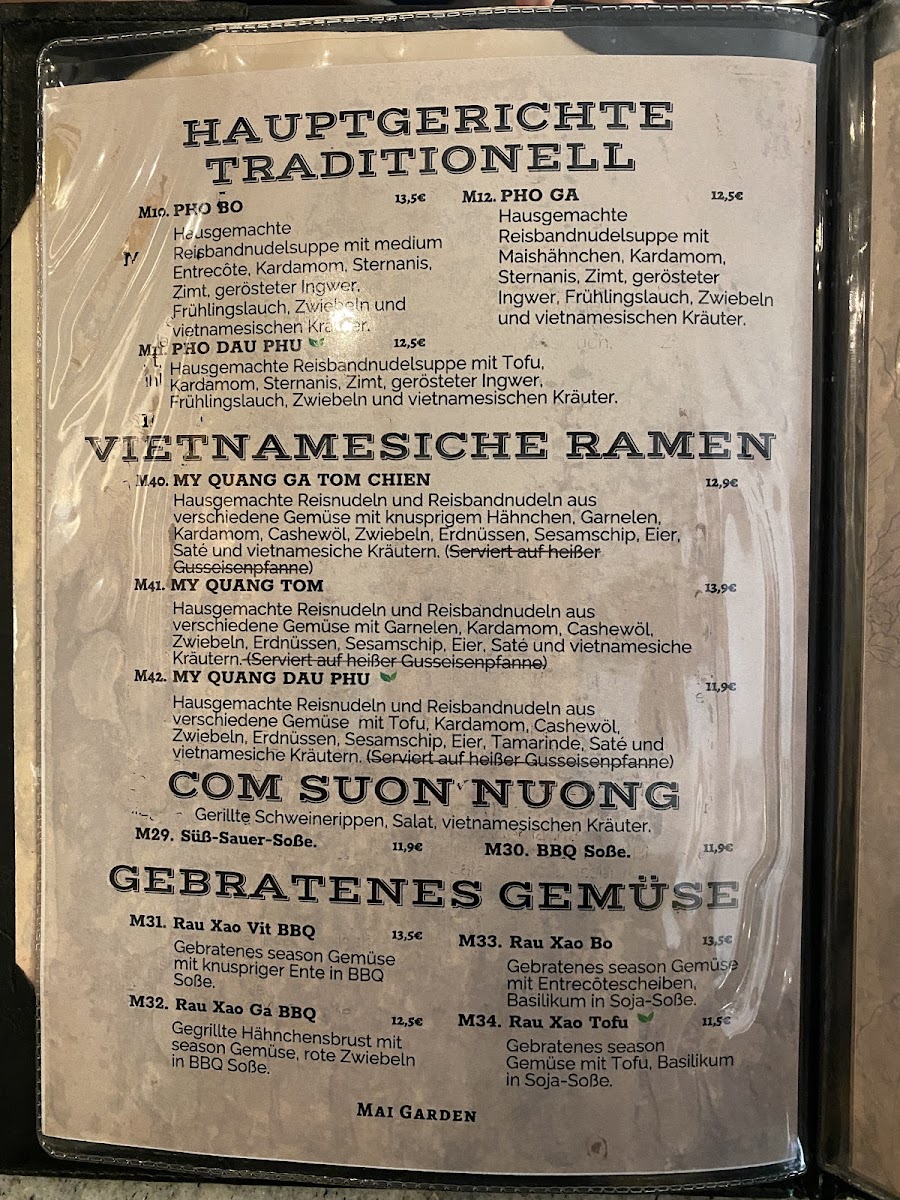 HAUPTGERICHTE
TRADITIONELL
M10. PHO BO 13,5€
Hausgemachte
Reisbandnudelsuppe mit medium
Entrecôte, Kardamom, Sternanis,
Zimt, gerösteter Ingwer,
Frühlingslauch, Zwiebeln und
vietnamesischen Kräuter.
M12. PHO GA 12,5€
Hausgemachte
Reisbandnudelsuppe mit
Maishähnchen, Kardamom,
Sternanis, Zimt, gerösteter
Ingwer, Frühlingslauch, Zwiebeln
und vietnamesischen Kräuter.
M11. PHO DAU PHU 12,5€
Hausgemachte Reisbandnudelsuppe mit Tofu,
Kardamom, Sternanis, Zimt, gerösteter Ingwer,
Frühlingslauch, Zwiebeln und vietnamesischen Kräuter.
VIETNAMESICHE RAMEN
M40. MY QUANG GA TOM CHIEN 12,9€
Hausgemachte Reisnudeln und Reisbandnudeln aus
verschiedene Gemüse mit knusprigem Hähnchen, Garnelen,
Kardamom, Cashewöl, Zwiebeln, Erdnüssen, Sesamschip, Eier,
Saté und vietnamesiche Kräutern. (Serviert auf heißer
Gusseisenpfanne)
M41. MY QUANG TOM 13,9€
Hausgemachte Reisnudeln und Reisbandnudeln aus
verschiedene Gemüse mit Garnelen, Kardamom, Cashewöl,
Zwiebeln, Erdnüssen, Sesamschip, Eier, Saté und vietnamesiche
Kräutern. (Serviert auf heißer Gusseisenpfanne)
M42. MY QUANG DAU PHU 11,9€
Hausgemachte Reisnudeln und Reisbandnudeln aus
verschiedene Gemüse mit Tofu, Kardamom, Cashewöl,
Zwiebeln, Erdnüssen, Sesamschip, Eier, Tamarinde, Saté und
vietnamesiche Kräutern. (Serviert auf heißer Gusseisenpfanne)
COM SUON NUONG
Gerillte Schweinerippen, Salat, vietnamesischen Kräuter.
M29. Süß-Sauer-Soße. 11,9€
M30. BBQ Soße. 11,9€
GEBRATENES GEMÜSE
M31. Rau Xao Vit BBQ 13,5€
Gebratenes season Gemüse
mit knuspriger Ente in BBQ
Soße.
M32. Rau Xao Gá BBQ 12,5€
Gegrillte Hähnchensbrust mit
season Gemüse, rote Zwiebeln
in BBQ Soße.
M33. Rau Xao Bo 13,5€
Gebratenes season Gemüse
mit Entrecôtescheiben,
Basilikum in Soja-Soße.
M34. Rau Xao Tofu 11,5€
Gebratenes season
Gemüse mit Tofu, Basilikum
in Soja-Soße.
MAI GARDEN